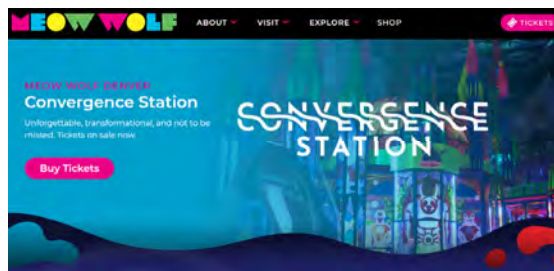 MEOW WOLF ABOUT VISIT EXPLORE SHOP TICKETS
MEOW WOLF DENVER
Convergence Station
Unforgettable, transformational, and not to be
missed. Tickets on sale now.
Buy Tickets
CONVERGENCE
STATION